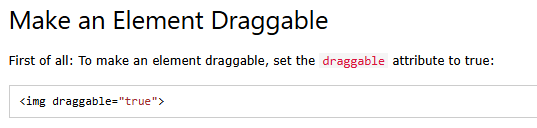 Make an Element Draggable
First of all: To make an element draggable, set the draggable attribute to true:
<img draggable="true">